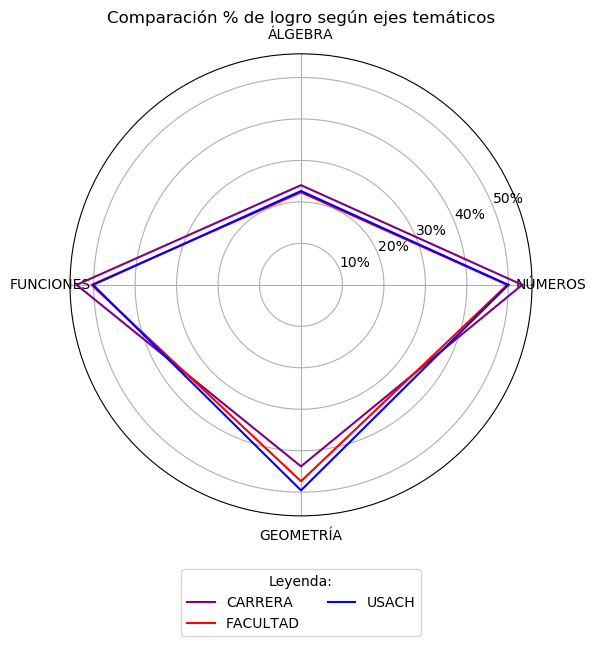 Comparación % de logro según ejes temáticos
ÁLGEBRA
50%
40%
30%
20%
10%
FUNCIONES
NÚMEROS
GEOMETRÍA
Leyenda:
CARRERA
USACH
FACULTAD